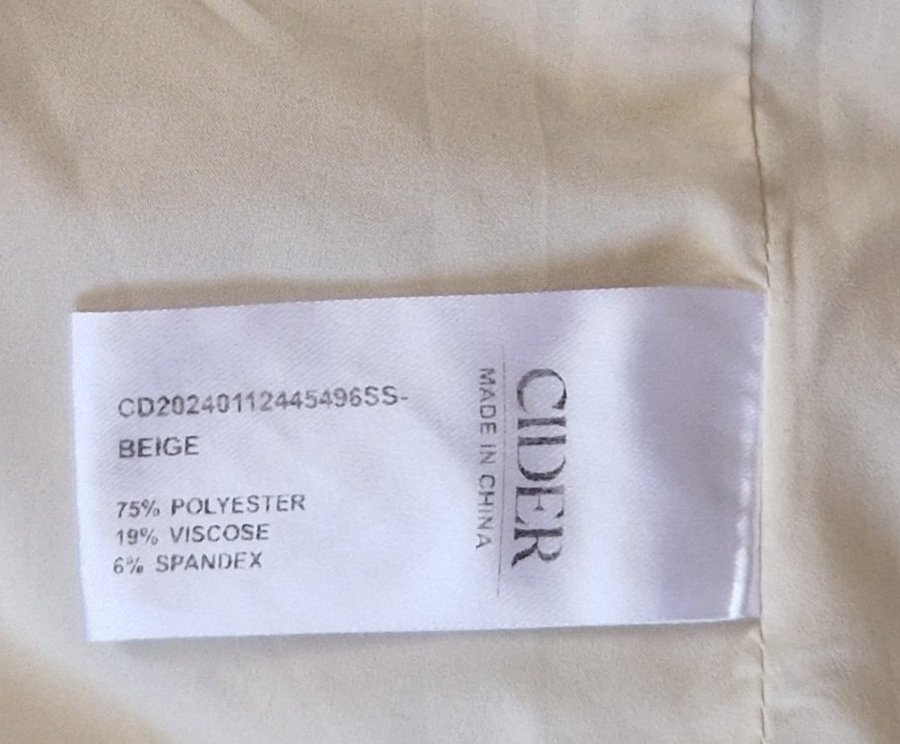 CD20240112445496SS-
BEIGE
75% POLYESTER
19% VISCOSE
6% SPANDEX
CIDER
MADE IN CHINA